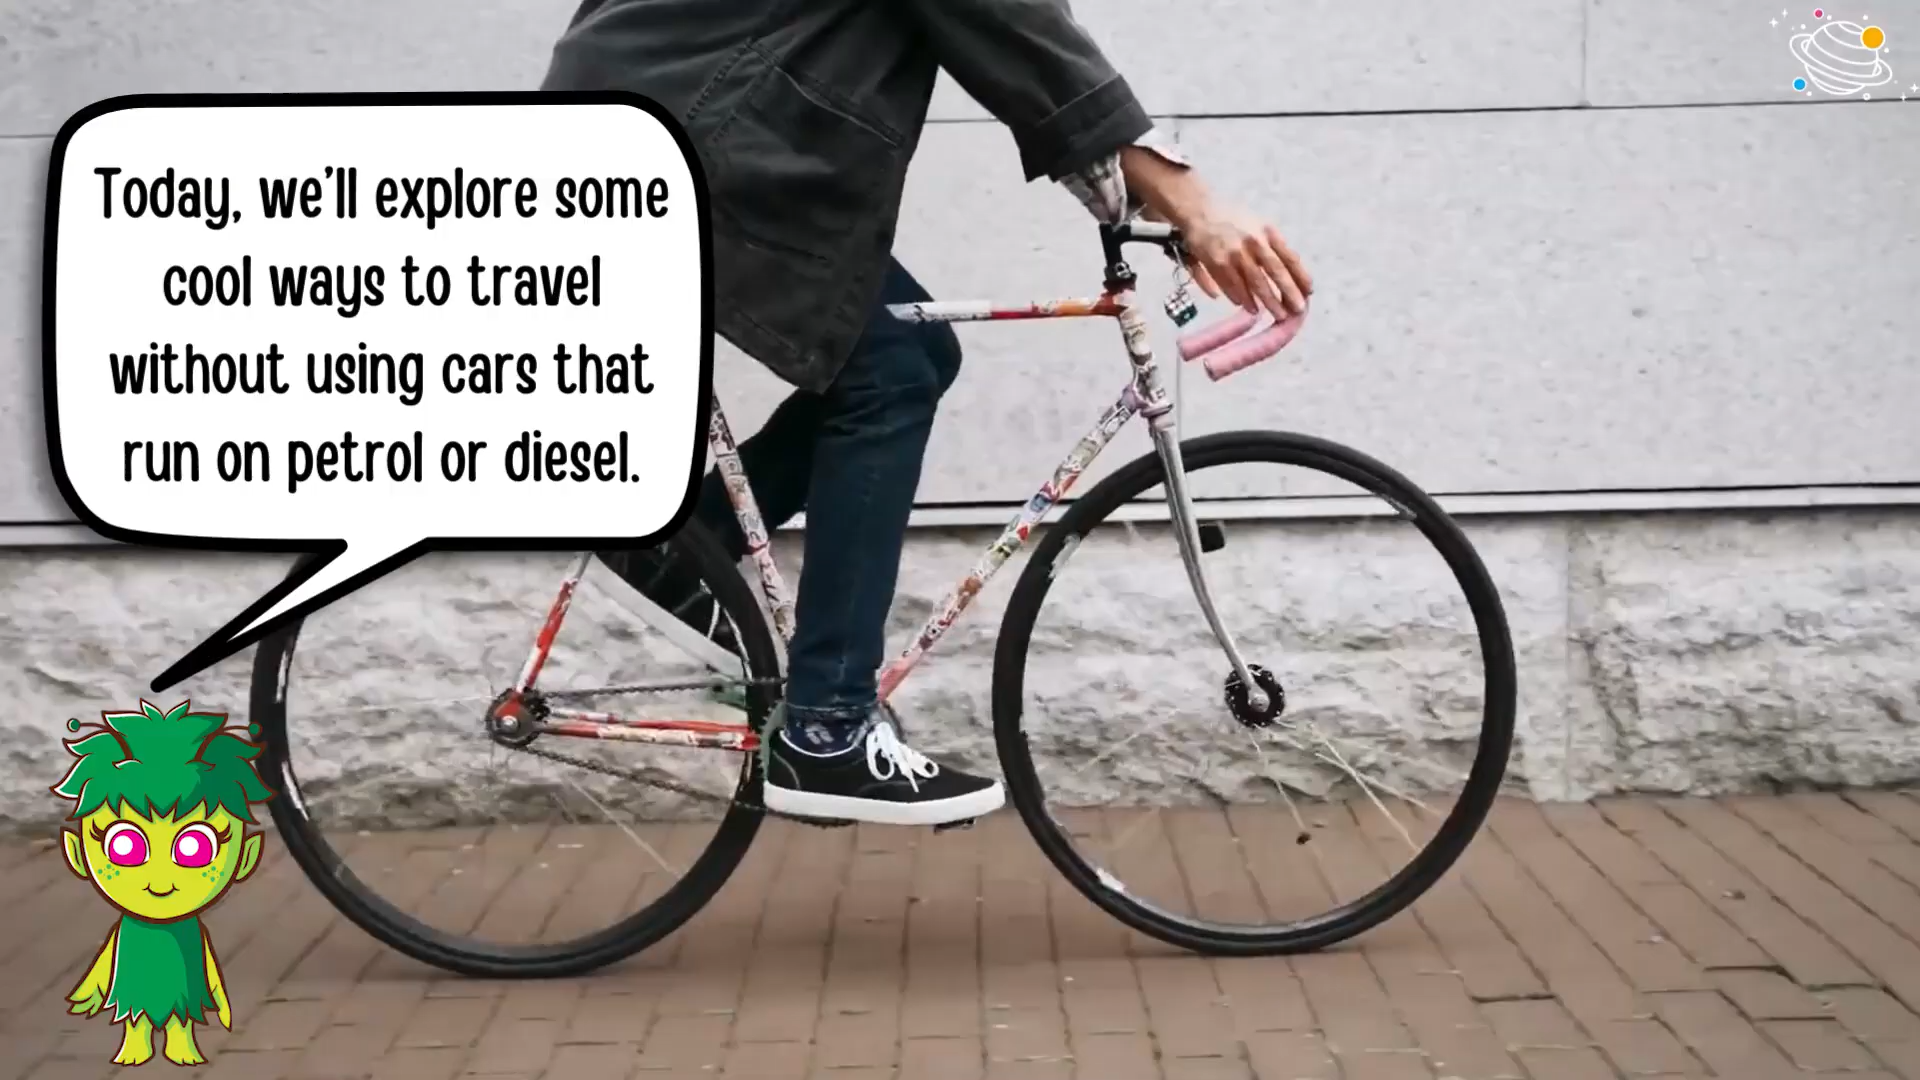 Today, we'll explore some
cool ways to travel
without using cars that
run on petrol or diesel.